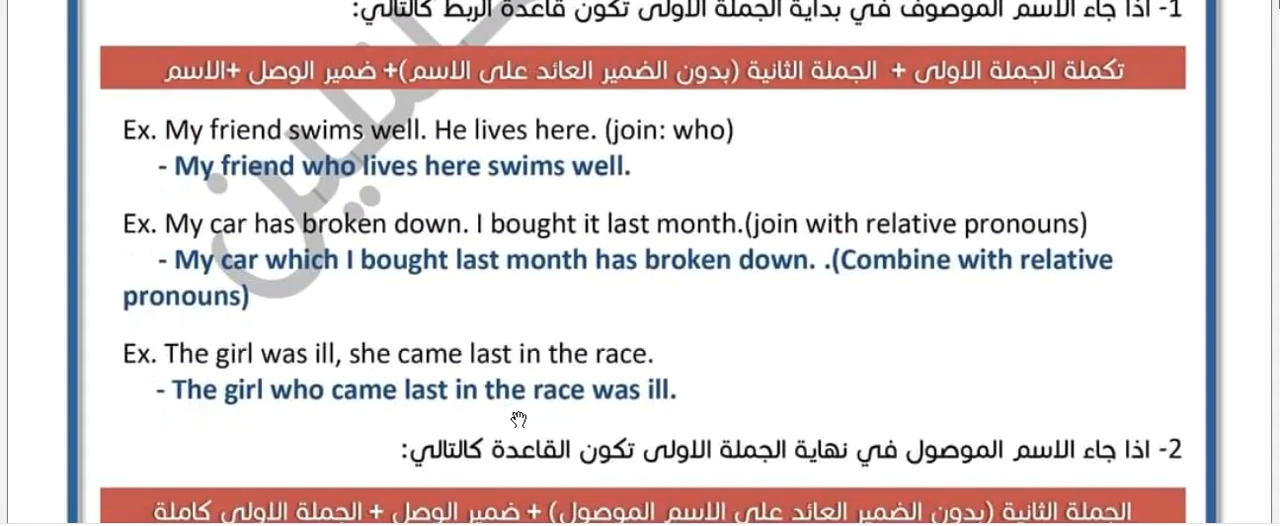 1- اذا جاء الاسم الموصوف في بداية الجملة الاولى تكون قاعدة الربط كالتالي:
تكملة الجملة الاولى + الجملة الثانية (بدون الضمير العائد على الاسم)+ ضمير الوصل +الاسم
Ex. My friend swims well. He lives here. (join: who)
- My friend who lives here swims well.
Ex. My car has broken down. I bought it last month.(join with relative pronouns)
- My car which I bought last month has broken down. .(Combine with relative
pronouns)
Ex. The girl was ill, she came last in the race.
- The girl who came last in the race was ill.
2- اذا جاء الاسم الموصول في نهاية الجملة الاولى تكون القاعدة كالتالي:
الجملة الثانية (بدون الضمير العائد على الاسم الموصول) + ضمير الوصل + الجملة الاولى كاملة